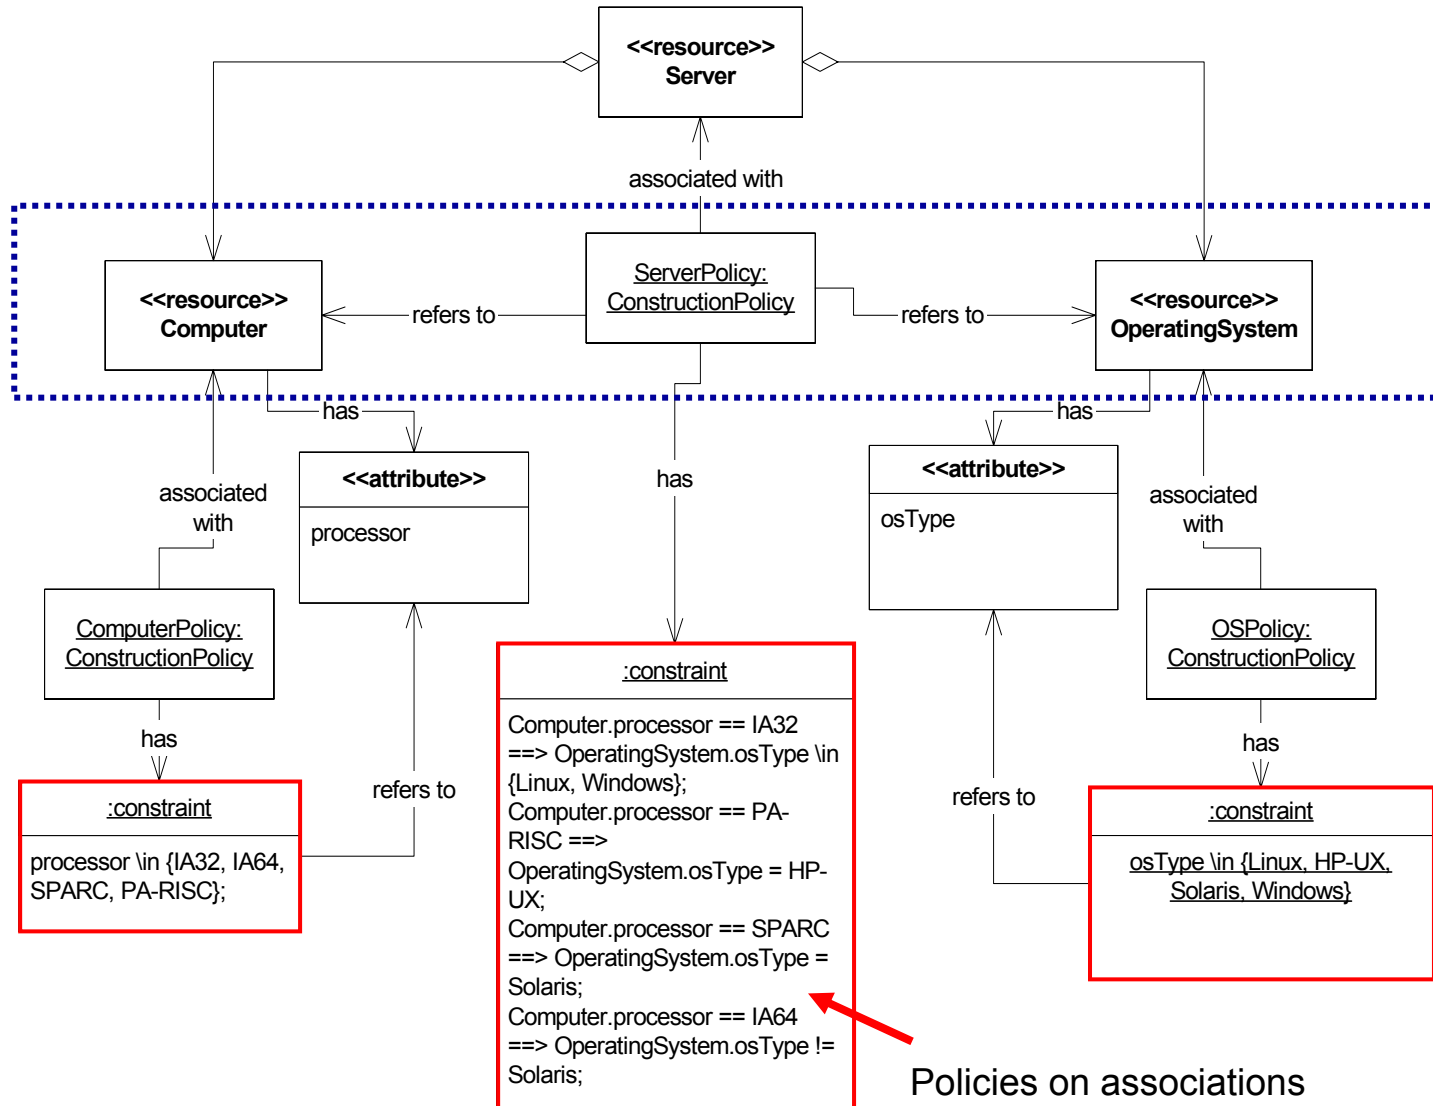 <<resource>>
Server
associated with
<<resource>>
Computer
refers to
ServerPolicy:
ConstructionPolicy
refers to
<<resource>>
OperatingSystem
has
has
<<attribute>>
processor
associated
with
has
<<attribute>>
osType
associated
with
ComputerPolicy:
ConstructionPolicy
OSPolicy:
ConstructionPolicy
has
:constraint
processor \in {IA32, IA64,
SPARC, PA-RISC};
refers to
:constraint
Computer.processor == IA32
==> OperatingSystem.osType \in
{Linux, Windows};
Computer.processor == PA-
RISC ==>
OperatingSystem.osType = HP-
UX;
Computer.processor == SPARC
==> OperatingSystem.osType =
Solaris;
Computer.processor == IA64
==> OperatingSystem.osType !=
Solaris;
refers to
has
:constraint
osType \in {Linux, HP-UX,
Solaris, Windows}
Policies on associations